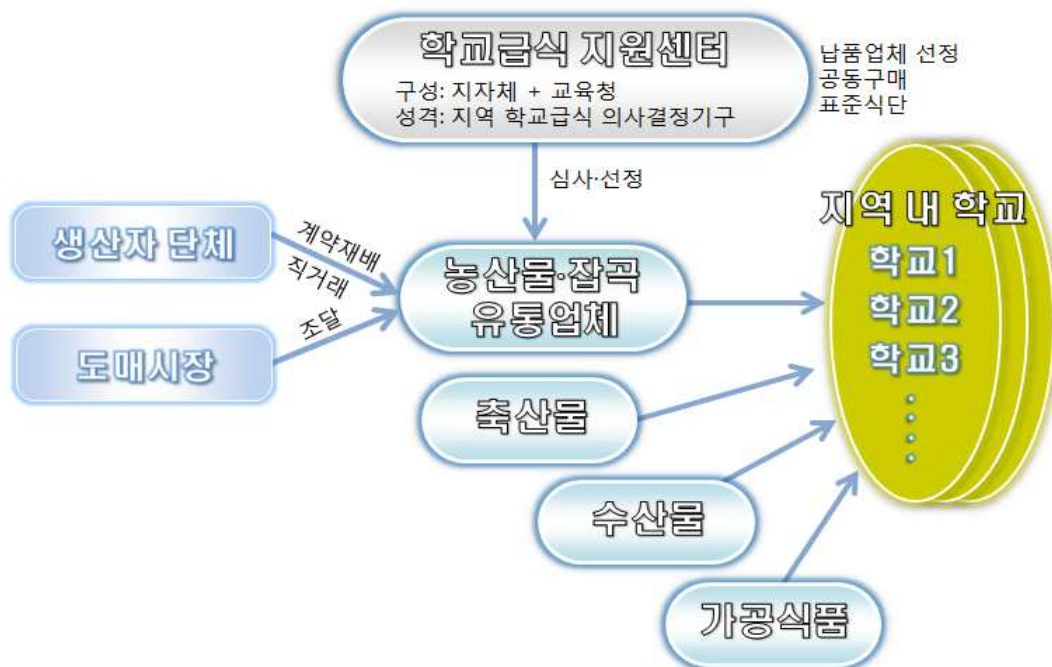 학교급식 지원센터
구성: 지자체 + 교육청
성격: 지역 학교급식 의사결정기구
납품업체 선정
공동구매
표준식단
심사·선정
생산자 단체
계약재배
직거래
도매시장
조달
농산물·잡곡
유통업체
축산물
수산물
가공식품
지역 내 학교
학교1
학교2
학교3